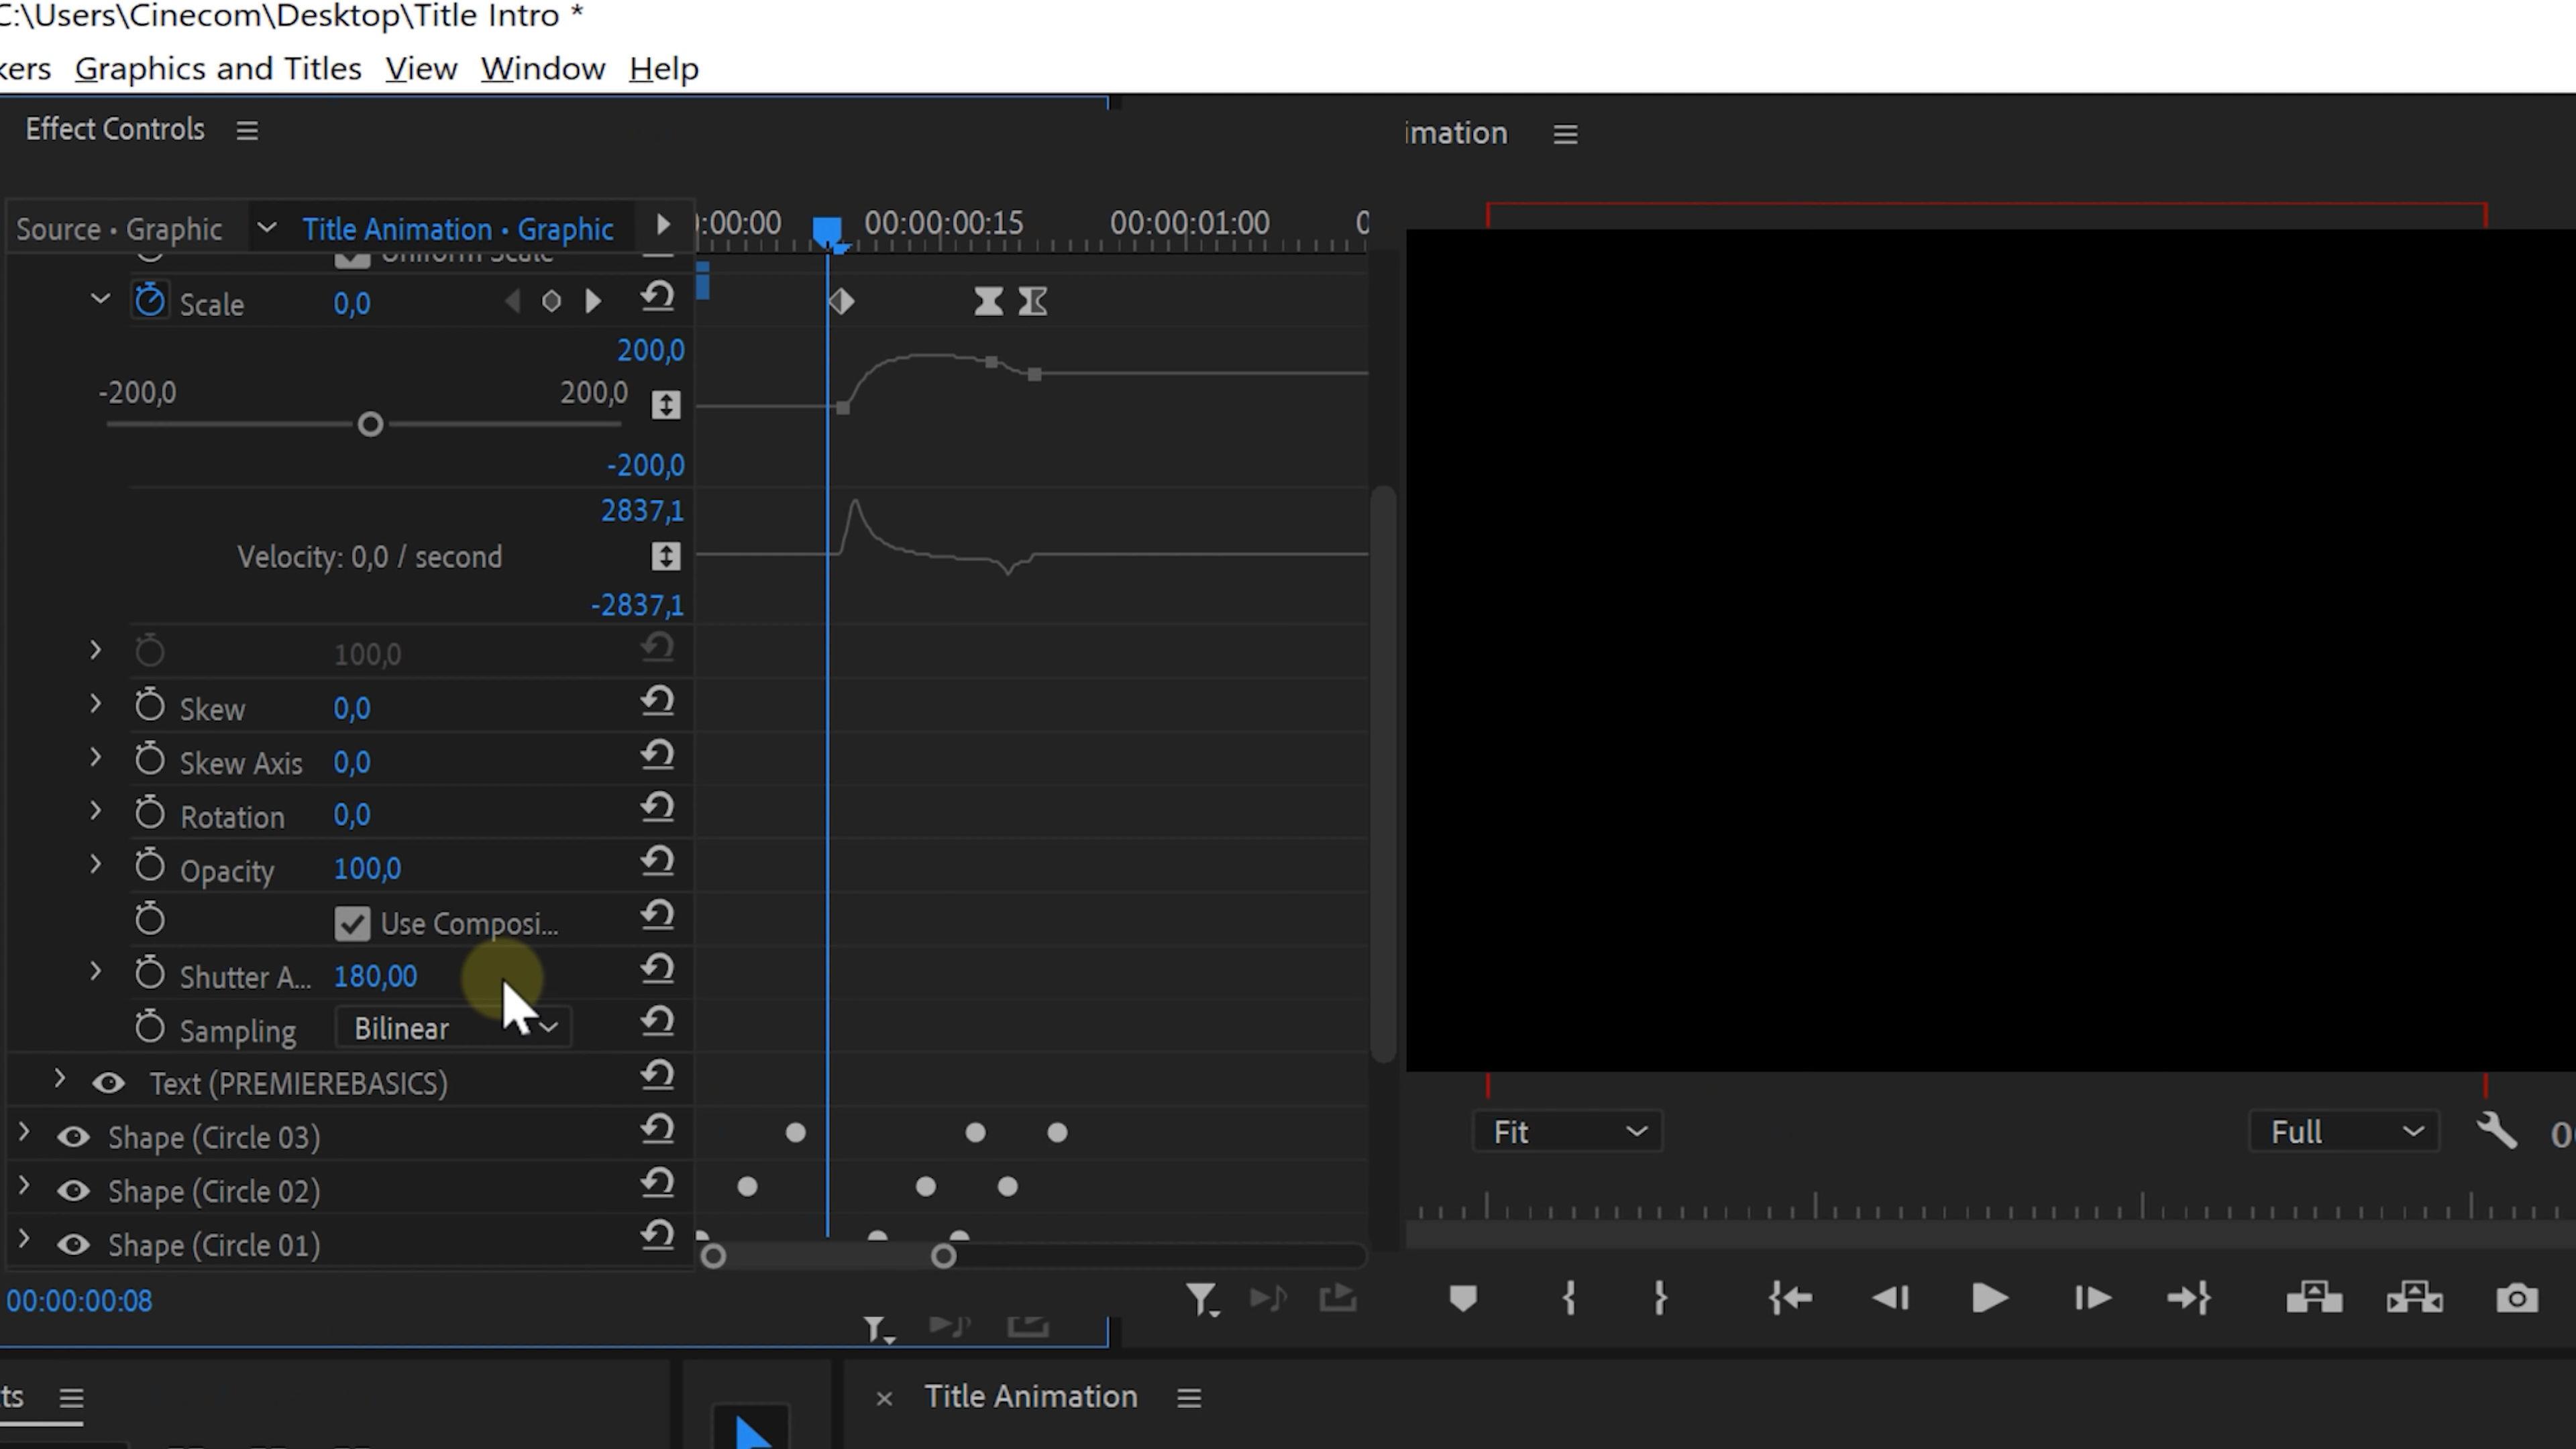 C:\Users\Cinecom\Desktop\Title Intro *
kers Graphics and Titles View Window Help
Effect Controls
imation
Source • Graphic
Title Animation • Graphic
:00:00
00:00:00:15
00:00:01:00
0
Uniform Scale
Scale 0,0
200,0
-200,0 200,0
-200,0
2837,1
Velocity: 0,0 / second
-2837,1
100,0
Skew 0,0
Skew Axis 0,0
Rotation 0,0
Opacity 100,0
Use Composi...
Shutter A... 180,00
Sampling Bilinear
Text (PREMIEREBASICS)
Shape (Circle 03)
Fit
Full
Shape (Circle 02)
Shape (Circle 01)
00:00:00:08
ts
× Title Animation